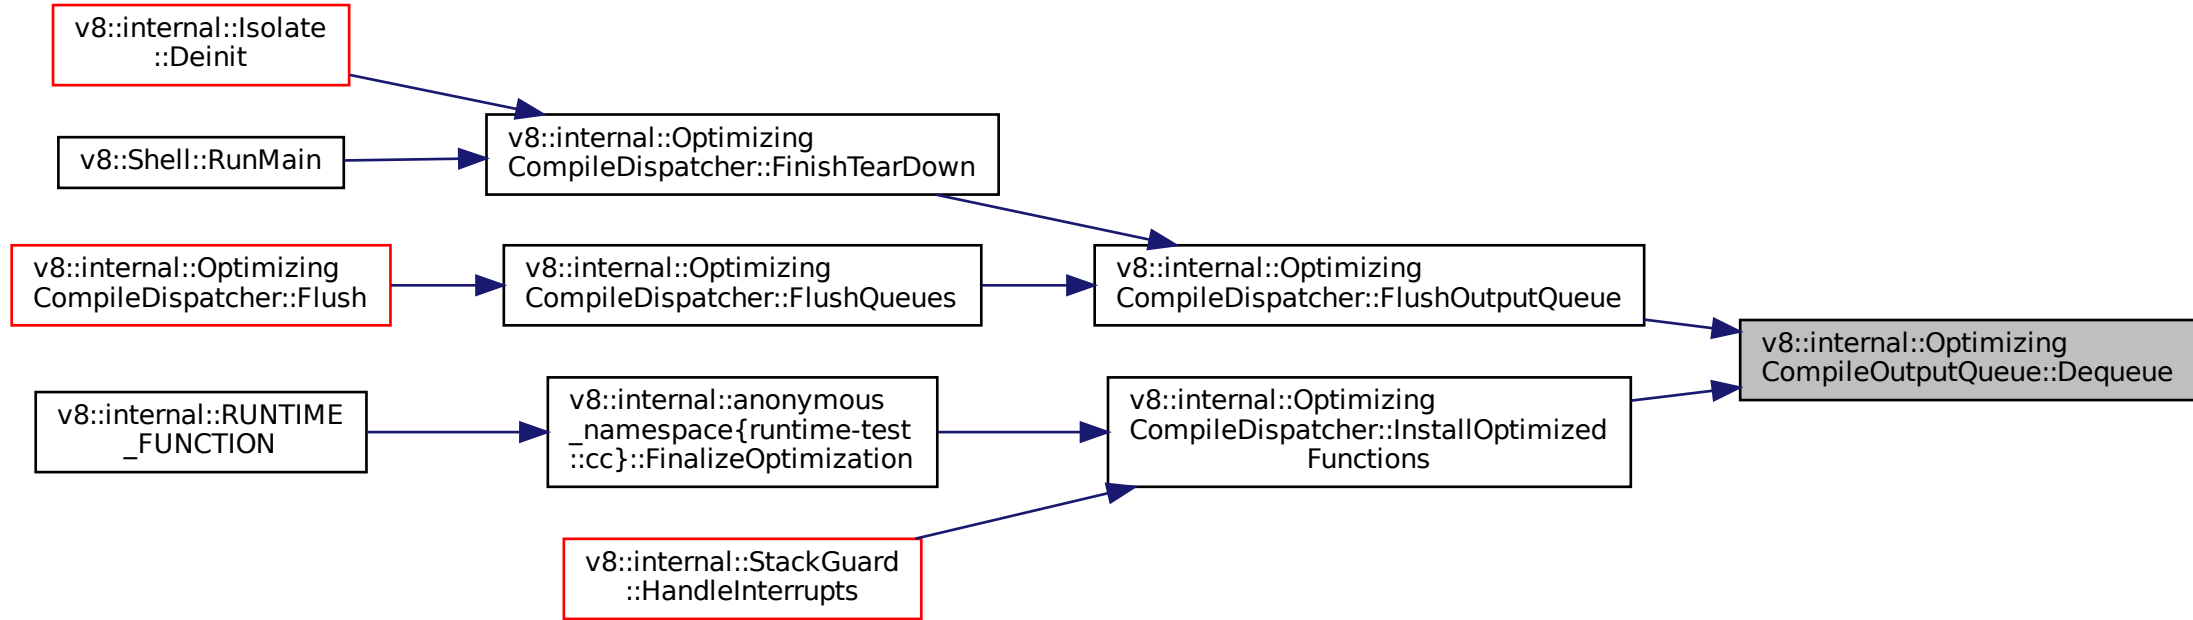 v8::internal::Isolate
::Deinit
v8::internal::Optimizing
CompileDispatcher::FinishTearDown
v8::Shell::RunMain
v8::internal::Optimizing
CompileDispatcher::Flush
v8::internal::Optimizing
CompileDispatcher::FlushQueues
v8::internal::Optimizing
CompileDispatcher::FlushOutputQueue
v8::internal::Optimizing
CompileOutputQueue::Dequeue
v8::internal::RUNTIME
_FUNCTION
v8::internal::anonymous
_namespace{runtime-test
::cc}::FinalizeOptimization
v8::internal::Optimizing
CompileDispatcher::InstallOptimized
Functions
v8::internal::StackGuard
::HandleInterrupts